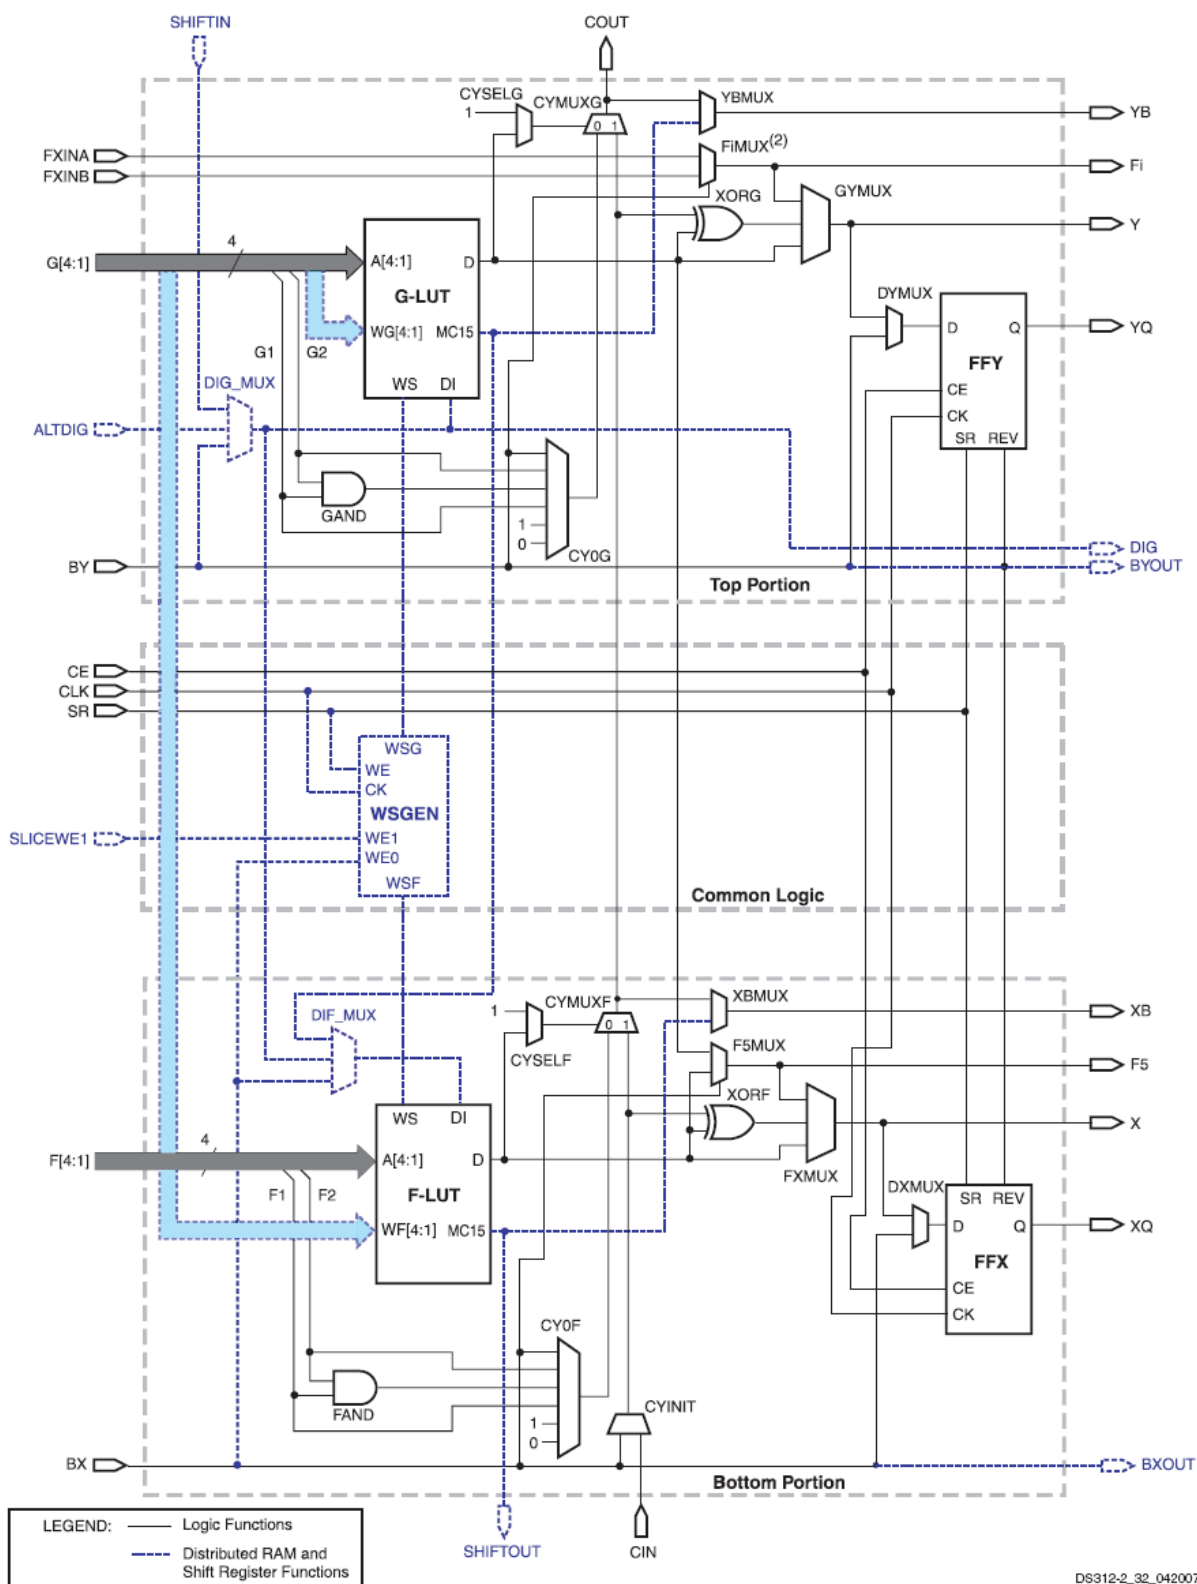 SHIFTIN
COUT
CYSELG
CYMUXG
YBMUX
1
0 1
YB
FXINA
FXINB
FiMUX(2)
Fi
XORG
GYMUX
Y
G[4:1]
4
A[4:1]
D
G-LUT
WG[4:1]
MC15
G1
G2
WS
DI
DYMUX
D
Q
YQ
FFY
CE
CK
SR
REV
DIG_MUX
ALTDIG
GAND
1
0
CY0G
DIG
BY
BYOUT
Top Portion
CE
CLK
SR
WSG
WE
CK
WSGEN
SLICEWE1
WE1
WE0
WSF
Common Logic
CYMUXF
XBMUX
1
0 1
XB
DIF_MUX
CYSELF
F5MUX
F5
XORF
WS
DI
X
F[4:1]
4
A[4:1]
D
FXMUX
F1
F2
F-LUT
WF[4:1]
MC15
DXMUX
SR
REV
D
Q
XQ
FFX
CE
CK
CY0F
FAND
1
0
CYINIT
BX
BXOUT
Bottom Portion
LEGEND:
Logic Functions
Distributed RAM and
Shift Register Functions
SHIFTOUT
CIN
DS312-2_32_042007